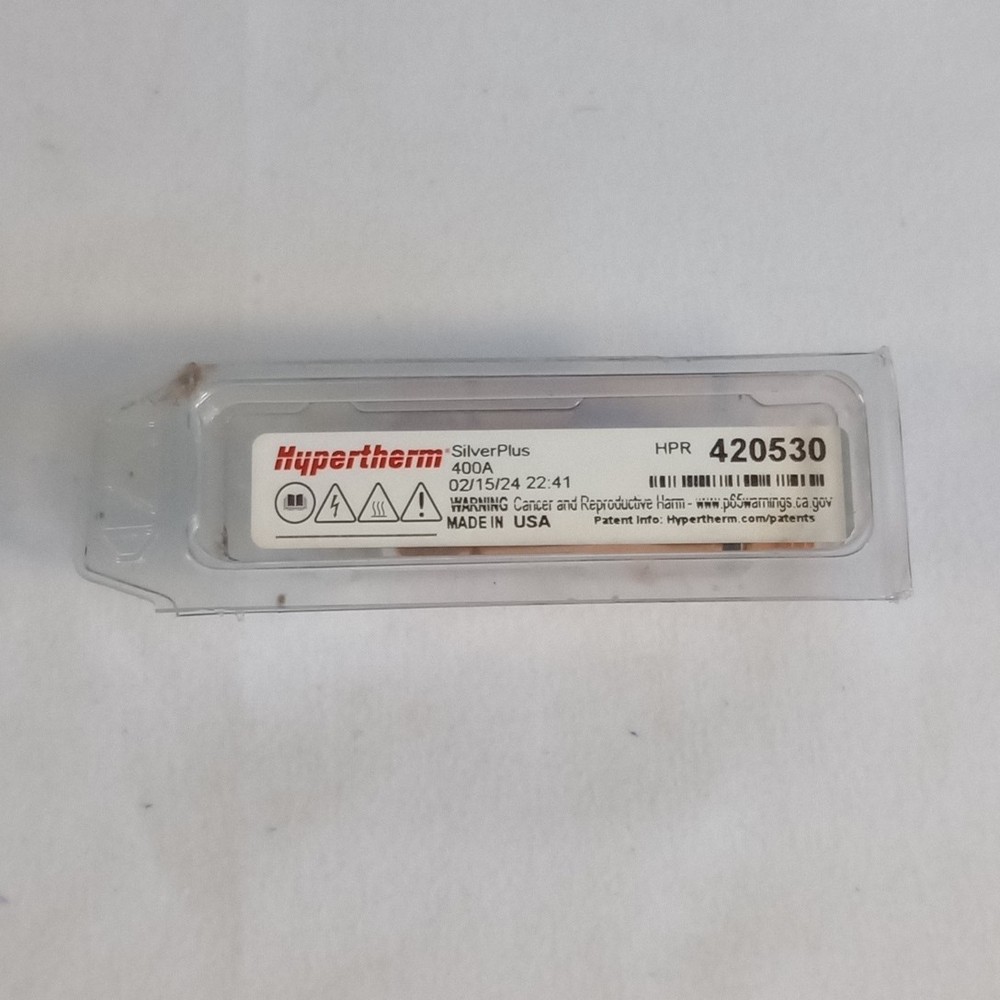 Hypertherm® SilverPlus HPR 420530
400A
02/15/24 22:41
WARNING Cancer and Reproductive Harm - www.p65warnings.ca.gov
MADE IN USA Patent Info: Hypertherm.com/patents